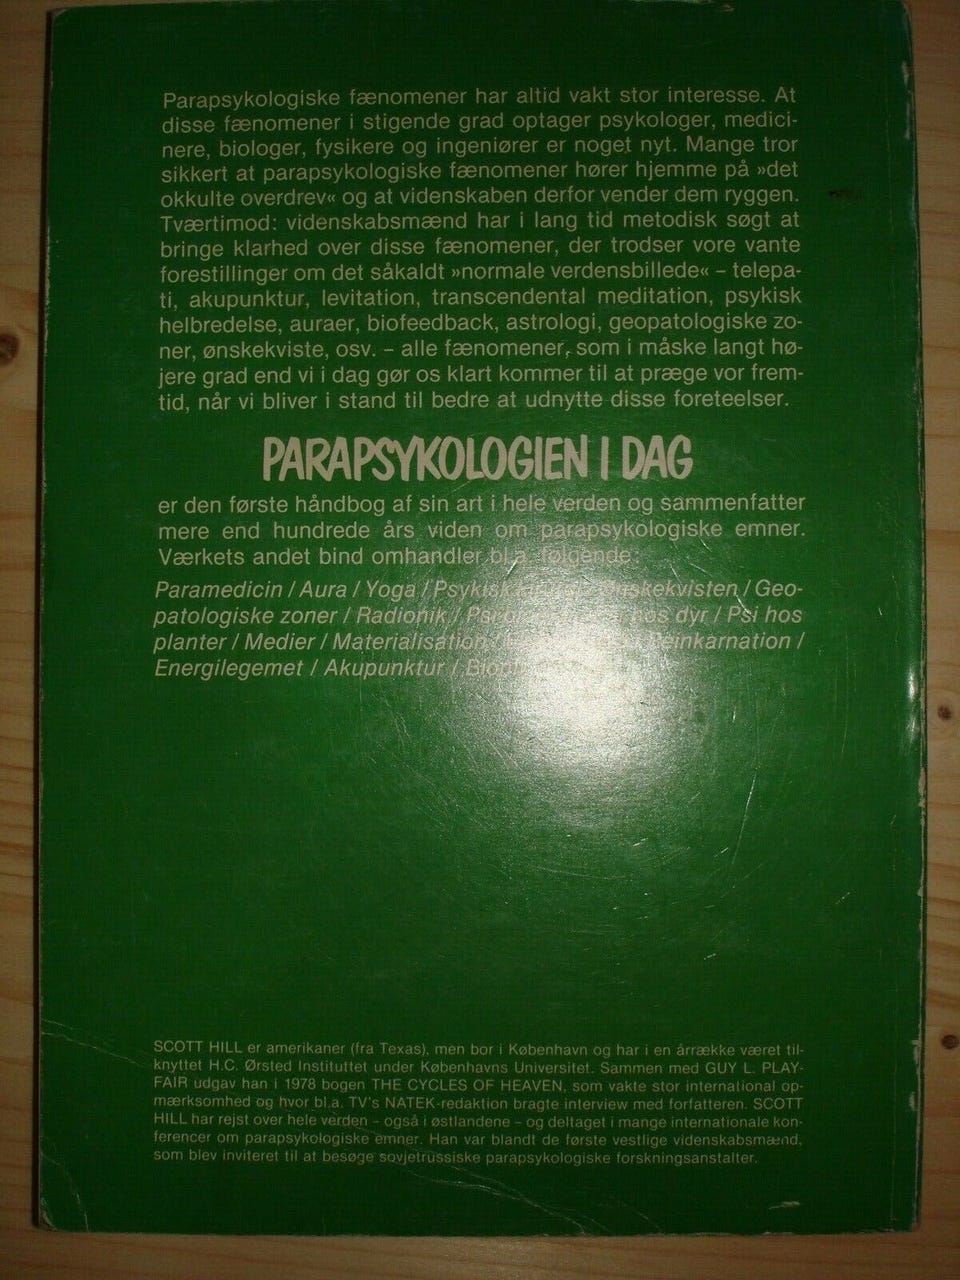 Parapsykologiske fænomener har altid vakt stor interesse. At
disse fænomener i stigende grad optager psykologer, medici-
nere, biologer, fysikere og ingeniører er noget nyt. Mange tror
sikkert at parapsykologiske fænomener hører hjemme på »det
okkulte overdrev« og at videnskaben derfor vender dem ryggen.
Tværtimod: videnskabsmænd har i lang tid metodisk søgt at
bringe klarhed over disse fænomener, der trodser vore vante
forestillinger om det såkaldt »normale verdensbillede« – telepa-
ti, akupunktur, levitation, transcendental meditation, psykisk
helbredelse, auraer, biofeedback, astrologi, geopatologiske zo-
ner, ønskekviste, osv. – alle fænomener, som i måske langt hø-
jere grad end vi i dag gør os klart kommer til at præge vor frem-
tid, når vi bliver i stand til bedre at udnytte disse foreteelser.
PARAPSYKOLOGIEN I DAG
er den første håndbog af sin art i hele verden og sammenfatter
mere end hundrede års viden om parapsykologiske emner.
Værkets andet bind omhandler bl.a. følgende:
Paramedicin / Aura / Yoga / Psykisk / Ønskekvisten / Geo-
patologiske zoner / Radionik / hos dyr / Psi hos
planter / Medier / Materialisation / Reinkarnation /
Energilegemet / Akupunktur /
SCOTT HILL er amerikaner (fra Texas), men bor i København og har i en årrække været til-
knyttet H.C. Ørsted Instituttet under Københavns Universitet. Sammen med GUY L. PLAY-
FAIR udgav han i 1978 bogen THE CYCLES OF HEAVEN, som vakte stor international op-
mærksomhed og hvor bl.a. TV's NATEK-redaktion bragte interview med forfatteren. SCOTT
HILL har rejst over hele verden – også i østlandene – og deltaget i mange internationale kon-
ferencer om parapsykologiske emner. Han var blandt de første vestlige videnskabsmænd,
som blev inviteret til at besøge sovjetrussiske parapsykologiske forskningsanstalter.